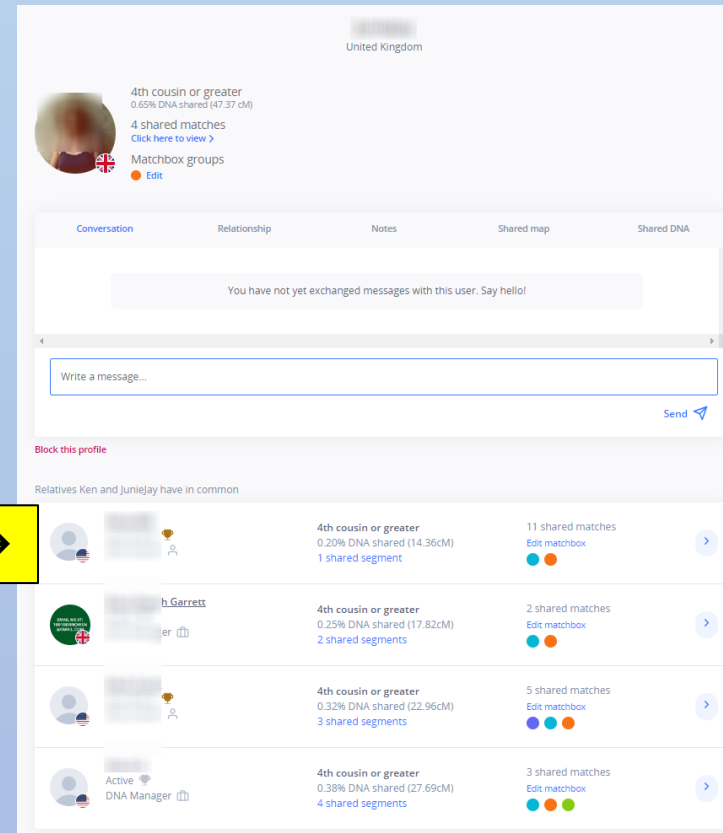 United Kingdom
4th cousin or greater
0.65% DNA shared (47.37 cM)
4 shared matches
Click here to view >
Matchbox groups
Edit
Conversation Relationship Notes Shared map Shared DNA
You have not yet exchanged messages with this user. Say hello!
Write a message...
Send
Block this profile
Relatives Ken and JunieJay have in common
4th cousin or greater 11 shared matches
0.20% DNA shared (14.36cM) Edit matchbox
1 shared segment
h Garrett
4th cousin or greater 2 shared matches
er 0.25% DNA shared (17.82cM) Edit matchbox
2 shared segments
4th cousin or greater 5 shared matches
0.32% DNA shared (22.96cM) Edit matchbox
3 shared segments
4th cousin or greater 3 shared matches
Active 0.38% DNA shared (27.69cM) Edit matchbox
DNA Manager 4 shared segments